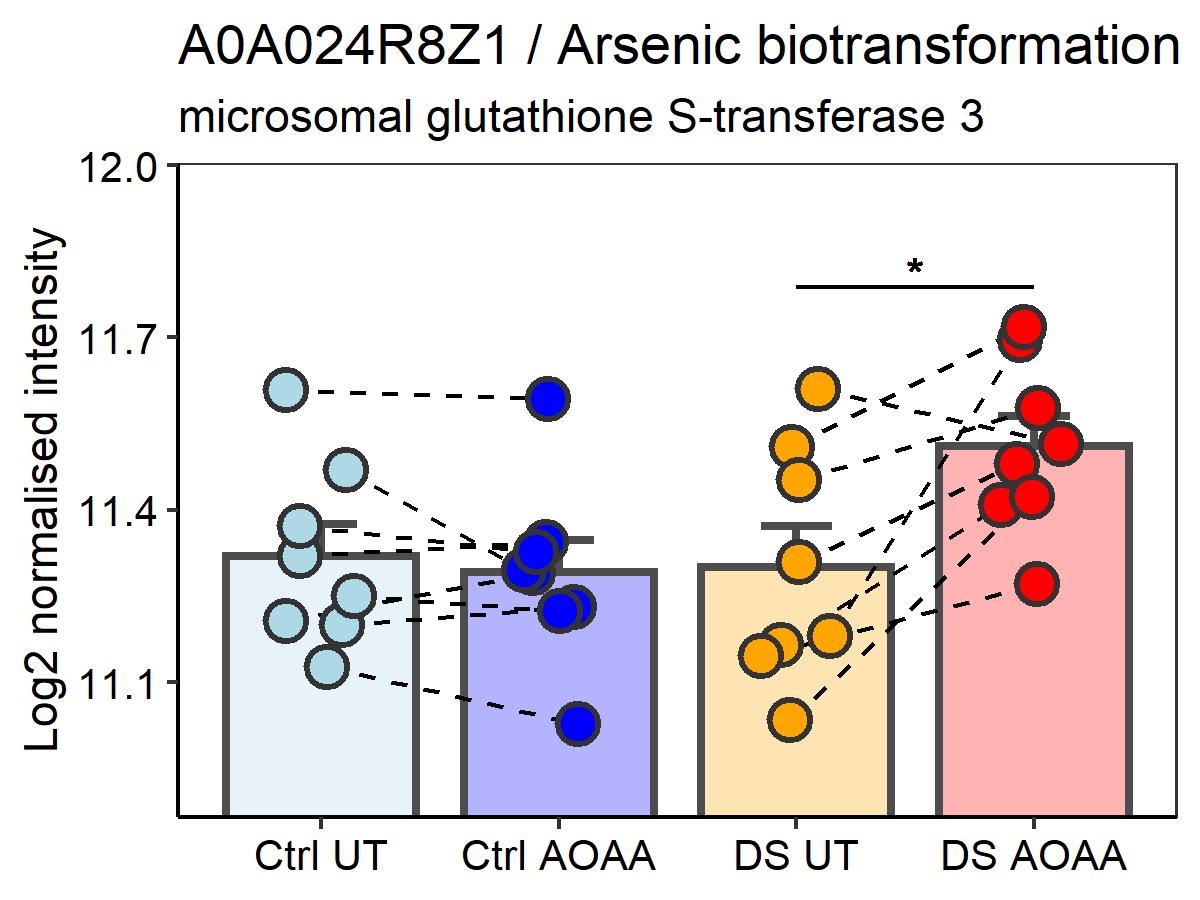 A0A024R8Z1 / Arsenic biotransformation
microsomal glutathione S-transferase 3
Log2 normalised intensity
12.0
11.7
11.4
11.1
*
Ctrl UT
Ctrl AOAA
DS UT
DS AOAA